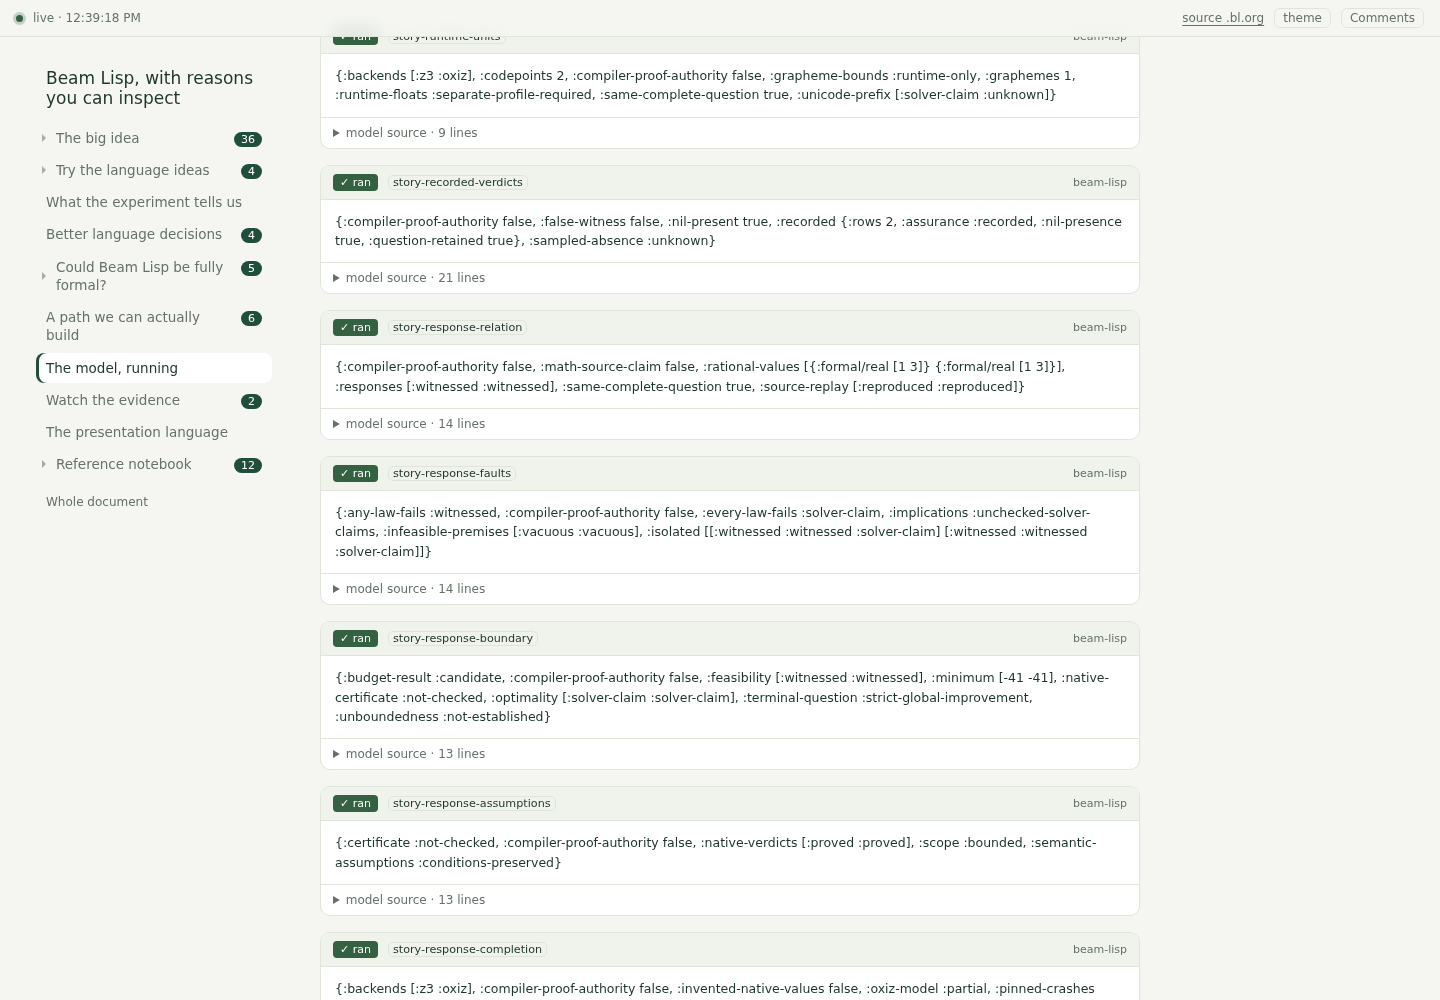 live · 12:39:18 PM
source .bl.org
theme
Comments
Beam Lisp, with reasons
you can inspect
The big idea 36
Try the language ideas 4
What the experiment tells us
Better language decisions 4
Could Beam Lisp be fully 5
formal?
A path we can actually 6
build
The model, running
Watch the evidence 2
The presentation language
Reference notebook 12
Whole document
✓ ran story-runtime-units beam-lisp
{:backends [:z3 :oxiz], :codepoints 2, :compiler-proof-authority false, :grapheme-bounds :runtime-only, :graphemes 1,
:runtime-floats :separate-profile-required, :same-complete-question true, :unicode-prefix [:solver-claim :unknown]}
model source · 9 lines
✓ ran story-recorded-verdicts beam-lisp
{:compiler-proof-authority false, :false-witness false, :nil-present true, :recorded {:rows 2, :assurance :recorded, :nil-presence
true, :question-retained true}, :sampled-absence :unknown}
model source · 21 lines
✓ ran story-response-relation beam-lisp
{:compiler-proof-authority false, :math-source-claim false, :rational-values [{:formal/real [1 3]} {:formal/real [1 3]}],
:responses [:witnessed :witnessed], :same-complete-question true, :source-replay [:reproduced :reproduced]}
model source · 14 lines
✓ ran story-response-faults beam-lisp
{:any-law-fails :witnessed, :compiler-proof-authority false, :every-law-fails :solver-claim, :implications :unchecked-solver-
claims, :infeasible-premises [:vacuous :vacuous], :isolated [[:witnessed :witnessed :solver-claim] [:witnessed :witnessed
:solver-claim]]}
model source · 14 lines
✓ ran story-response-boundary beam-lisp
{:budget-result :candidate, :compiler-proof-authority false, :feasibility [:witnessed :witnessed], :minimum [-41 -41], :native-
certificate :not-checked, :optimality [:solver-claim :solver-claim], :terminal-question :strict-global-improvement,
:unboundedness :not-established}
model source · 13 lines
✓ ran story-response-assumptions beam-lisp
{:certificate :not-checked, :compiler-proof-authority false, :native-verdicts [:proved :proved], :scope :bounded, :semantic-
assumptions :conditions-preserved}
model source · 13 lines
✓ ran story-response-completion beam-lisp
{:backends [:z3 :oxiz], :compiler-proof-authority false, :invented-native-values false, :oxiz-model :partial, :pinned-crashes